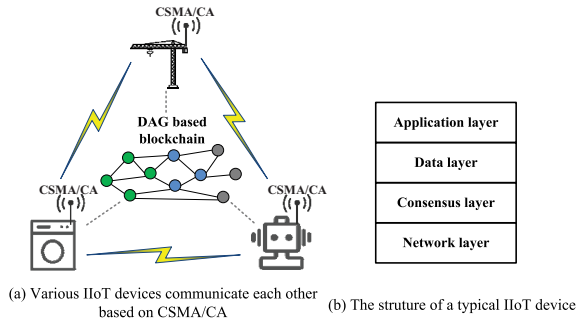 CSMA/CA
DAG based
blockchain
CSMA/CA
CSMA/CA
(a) Various IIoT devices communicate each other
based on CSMA/CA
Application layer
Data layer
Consensus layer
Network layer
(b) The struture of a typical IIoT device